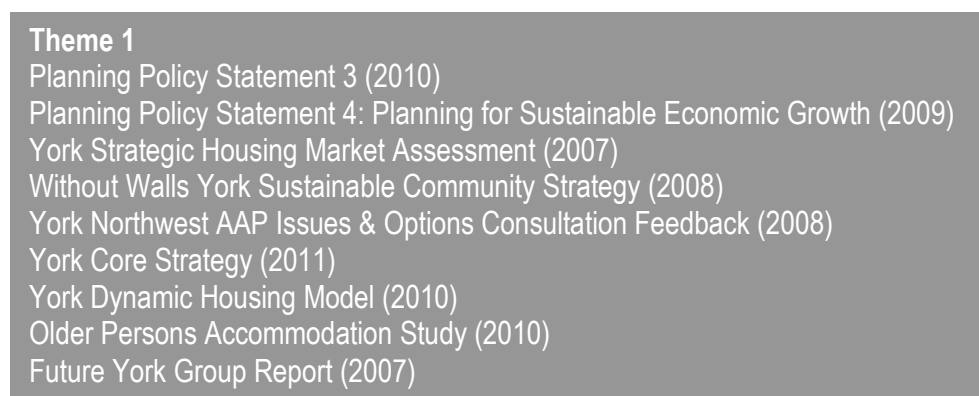 Theme 1
Planning Policy Statement 3 (2010)
Planning Policy Statement 4: Planning for Sustainable Economic Growth (2009)
York Strategic Housing Market Assessment (2007)
Without Walls York Sustainable Community Strategy (2008)
York Northwest AAP Issues & Options Consultation Feedback (2008)
York Core Strategy (2011)
York Dynamic Housing Model (2010)
Older Persons Accommodation Study (2010)
Future York Group Report (2007)